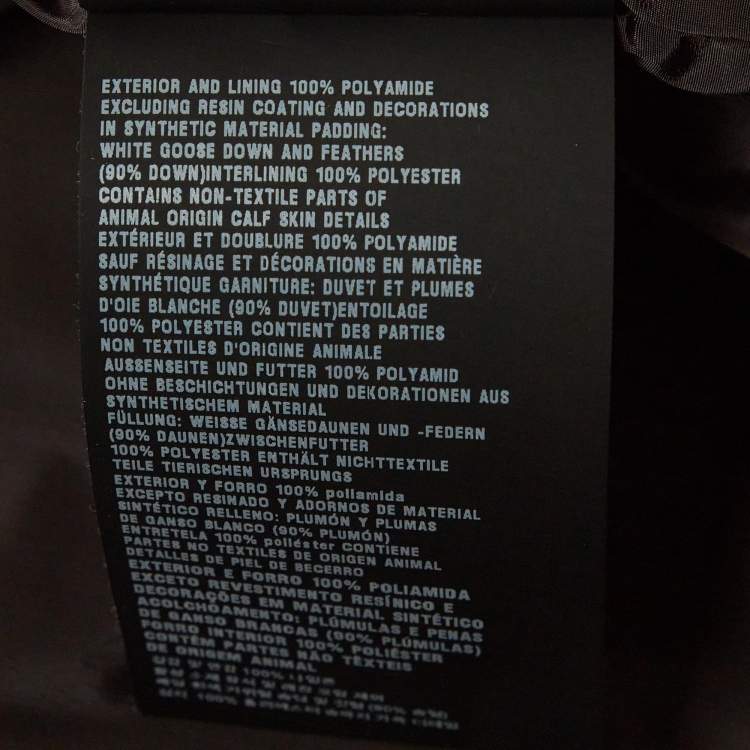 EXTERIOR AND LINING 100% POLYAMIDE
EXCLUDING RESIN COATING AND DECORATIONS
IN SYNTHETIC MATERIAL PADDING:
WHITE GOOSE DOWN AND FEATHERS
(90% DOWN)INTERLINING 100% POLYESTER
CONTAINS NON-TEXTILE PARTS OF
ANIMAL ORIGIN CALF SKIN DETAILS
EXTÉRIEUR ET DOUBLURE 100% POLYAMIDE
SAUF RÉSINAGE ET DÉCORATIONS EN MATIÈRE
SYNTHÉTIQUE GARNITURE: DUVET ET PLUMES
D'OIE BLANCHE (90% DUVET)ENTOILAGE
100% POLYESTER CONTIENT DES PARTIES
NON TEXTILES D'ORIGINE ANIMALE
AUSSENSEITE UND FUTTER 100% POLYAMID
OHNE BESCHICHTUNGEN UND DEKORATIONEN AUS
SYNTHETISCHEM MATERIAL
FÜLLUNG: WEISSE GÄNSEDAUNEN UND -FEDERN
(90% DAUNEN)ZWISCHENFUTTER
100% POLYESTER ENTHÄLT NICHTTEXTILE
TEILE TIERISCHEN URSPRUNGS
EXTERIOR Y FORRO 100% poliamida
EXCEPTO RESINADO Y ADORNOS DE MATERIAL
SINTÉTICO RELLENO: PLUMÓN Y PLUMAS
DE GANSO BLANCO (90% PLUMÓN)
ENTRETELA 100% poliéster CONTIENE
PARTES NO TEXTILES DE ORIGEN ANIMAL
DETALLES DE PIEL DE BECERRO
EXTERIOR E FORRO 100% POLIAMIDA
EXCETO REVESTIMENTO RESÍNICO E
DECORAÇÕES EM MATERIAL SINTÉTICO
ACOLCHOAMENTO: PLÚMULAS E PENAS
DE GANSO BRANCAS (90% PLÚMULAS)
FORRO INTERIOR 100% POLIÉSTER
CONTÉM PARTES NÃO TÊXTEIS
DE ORIGEM ANIMAL